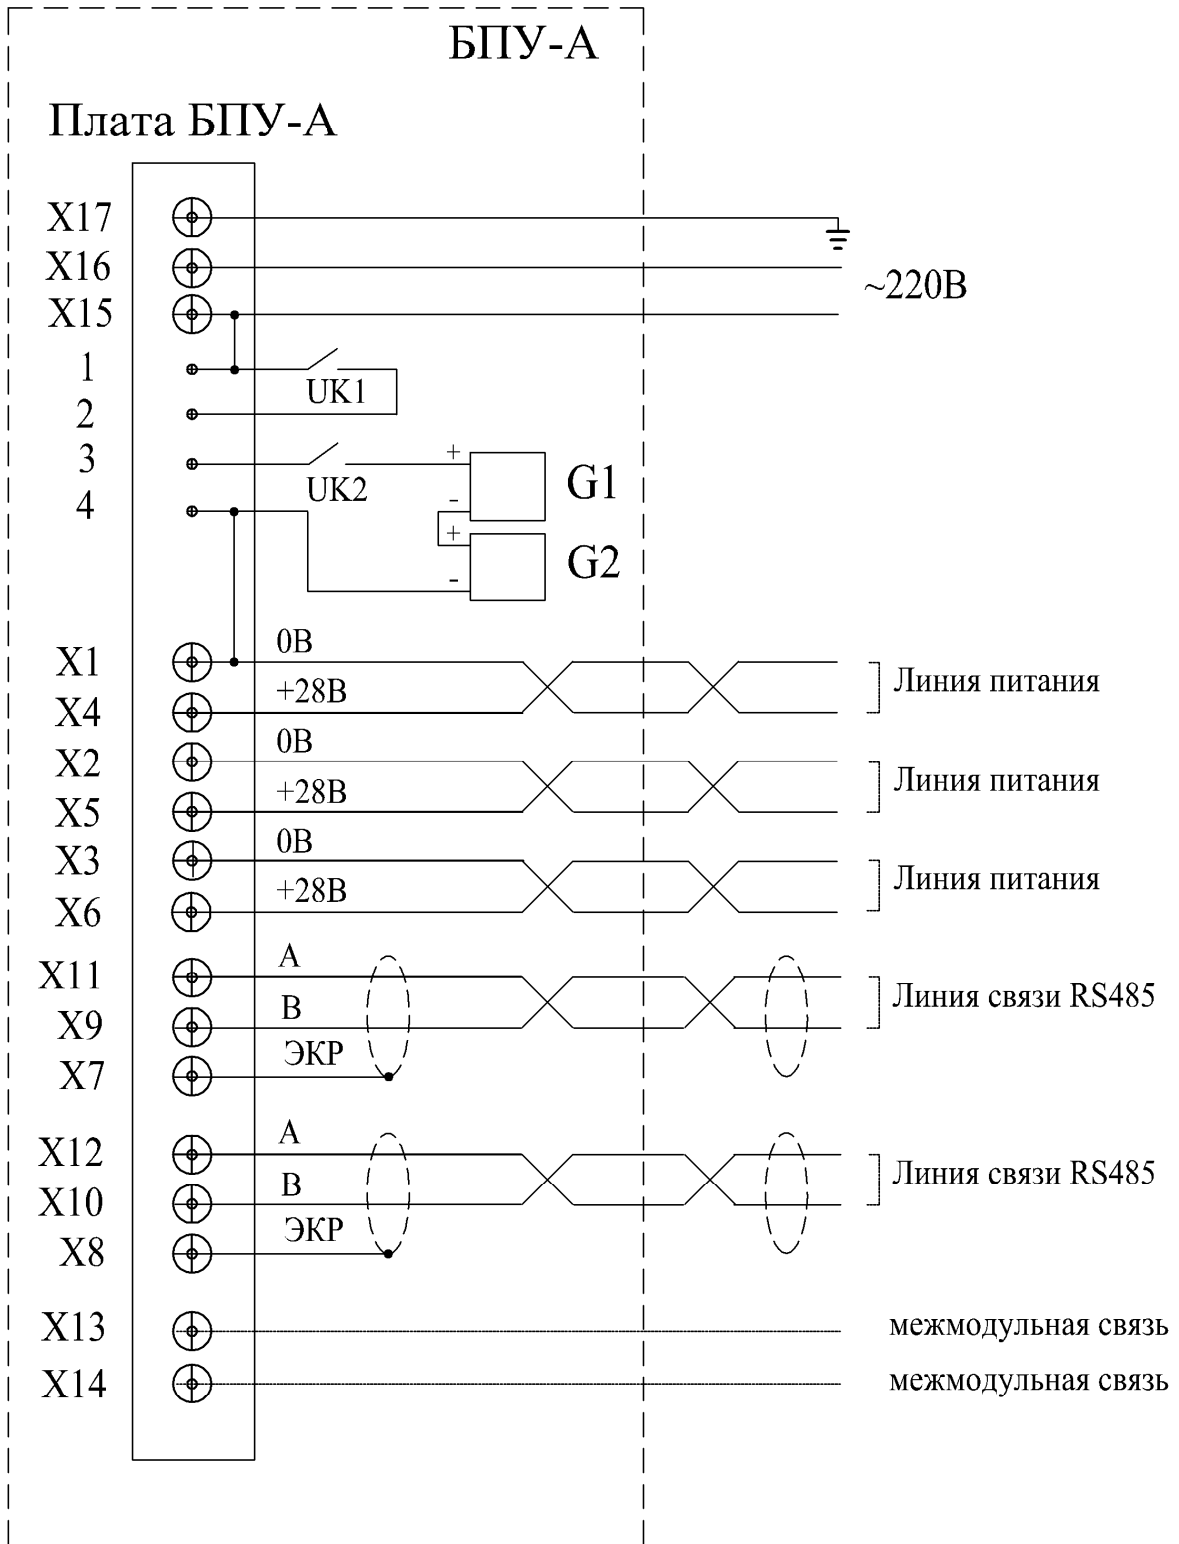 БПУ-А
Плата БПУ-А
X17
X16
~220В
X15
1
UK1
2
+
3
G1
UK2
-
4
+
G2
-
0В
X1
Линия питания
+28В
X4
0В
X2
Линия питания
+28В
X5
0В
X3
Линия питания
+28В
X6
А
X11
Линия связи RS485
В
X9
ЭКР
X7
А
X12
Линия связи RS485
В
X10
ЭКР
X8
X13
межмодульная связь
X14
межмодульная связь